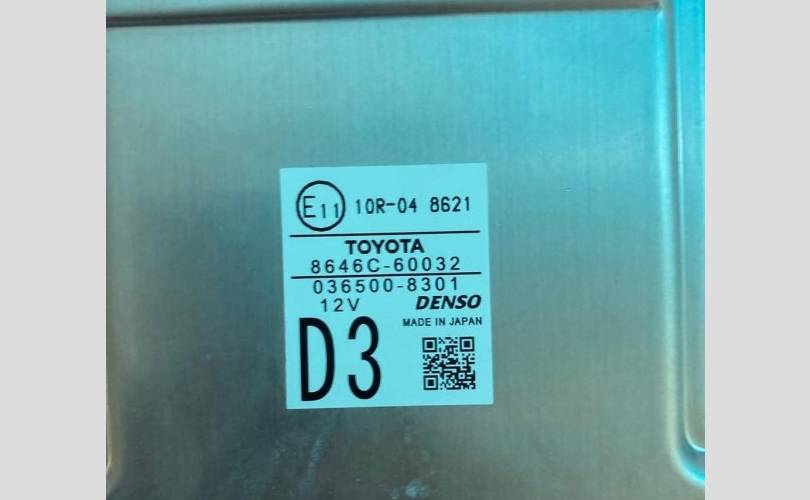 E11 10R-04 8621
TOYOTA
8646C-60032
036500-8301
12V DENSO
MADE IN JAPAN
D3